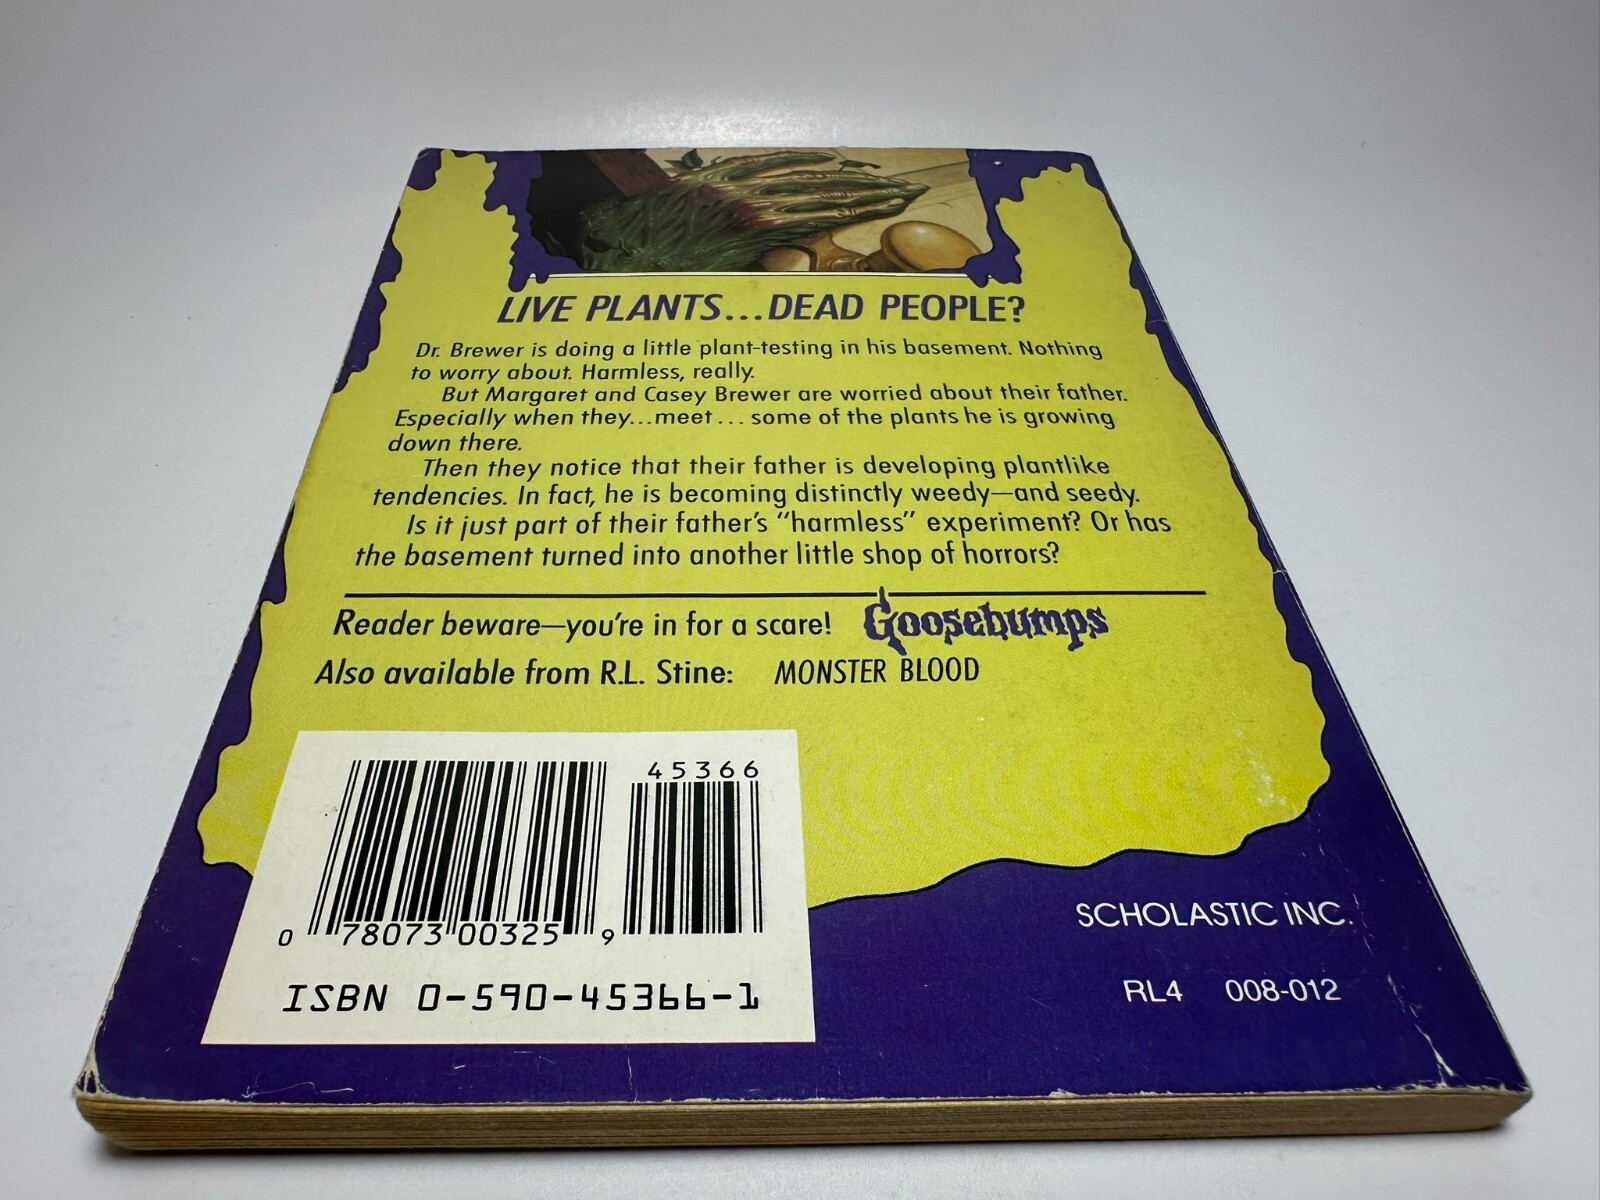 LIVE PLANTS...DEAD PEOPLE?
Dr. Brewer is doing a little plant-testing in his basement. Nothing
to worry about. Harmless, really.
But Margaret and Casey Brewer are worried about their father.
Especially when they...meet... some of the plants he is growing
down there.
Then they notice that their father is developing plantlike
tendencies. In fact, he is becoming distinctly weedy—and seedy.
Is it just part of their father's "harmless" experiment? Or has
the basement turned into another little shop of horrors?
Reader beware—you're in for a scare! Goosebumps
Also available from R.L. Stine: MONSTER BLOOD
45366
0 78073 00325 9
ISBN 0-590-45366-1
SCHOLASTIC INC.
RL4 008-012